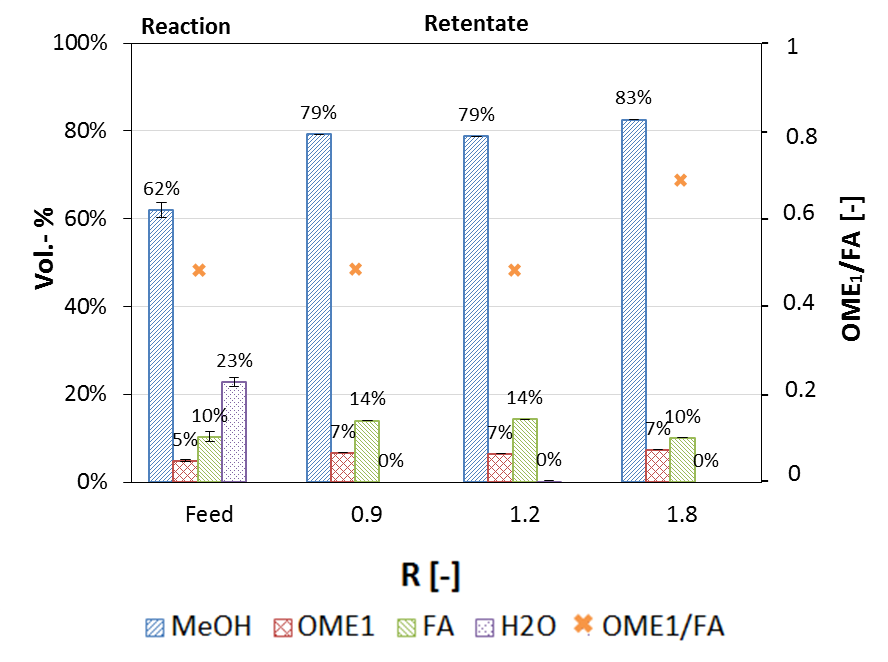 Reaction
Retentate
100%
80%
60%
40%
20%
0%
Vol.- %
1
0.8
0.6
0.4
0.2
0
OME₁/FA [-]
62%
5%
10%
23%
79%
7%
14%
0%
79%
7%
14%
0%
83%
7%
10%
0%
Feed
0.9
1.2
1.8
R [-]
MeOH
OME1
FA
H2O
OME1/FA